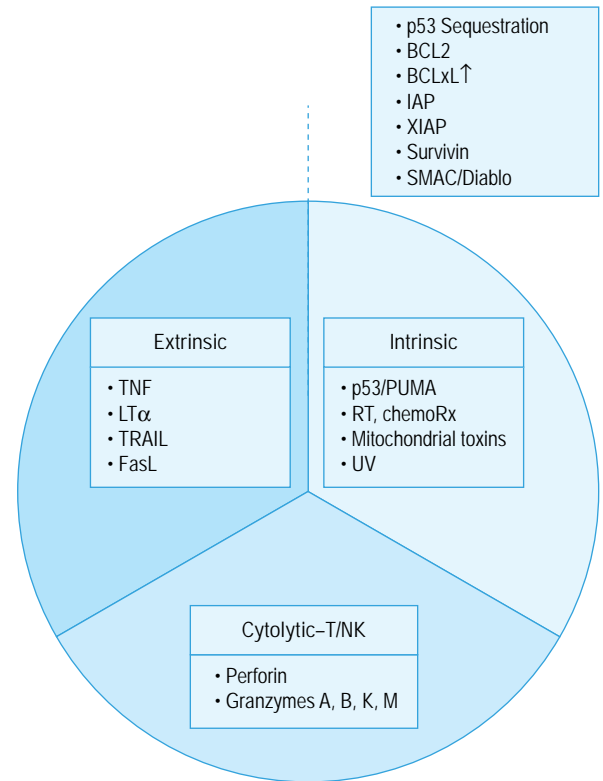 • p53 Sequestration
• BCL2
• BCLxL↑
• IAP
• XIAP
• Survivin
• SMAC/Diablo
Extrinsic
• TNF
• LTα
• TRAIL
• FasL
Intrinsic
• p53/PUMA
• RT, chemoRx
• Mitochondrial toxins
• UV
Cytolytic–T/NK
• Perforin
• Granzymes A, B, K, M